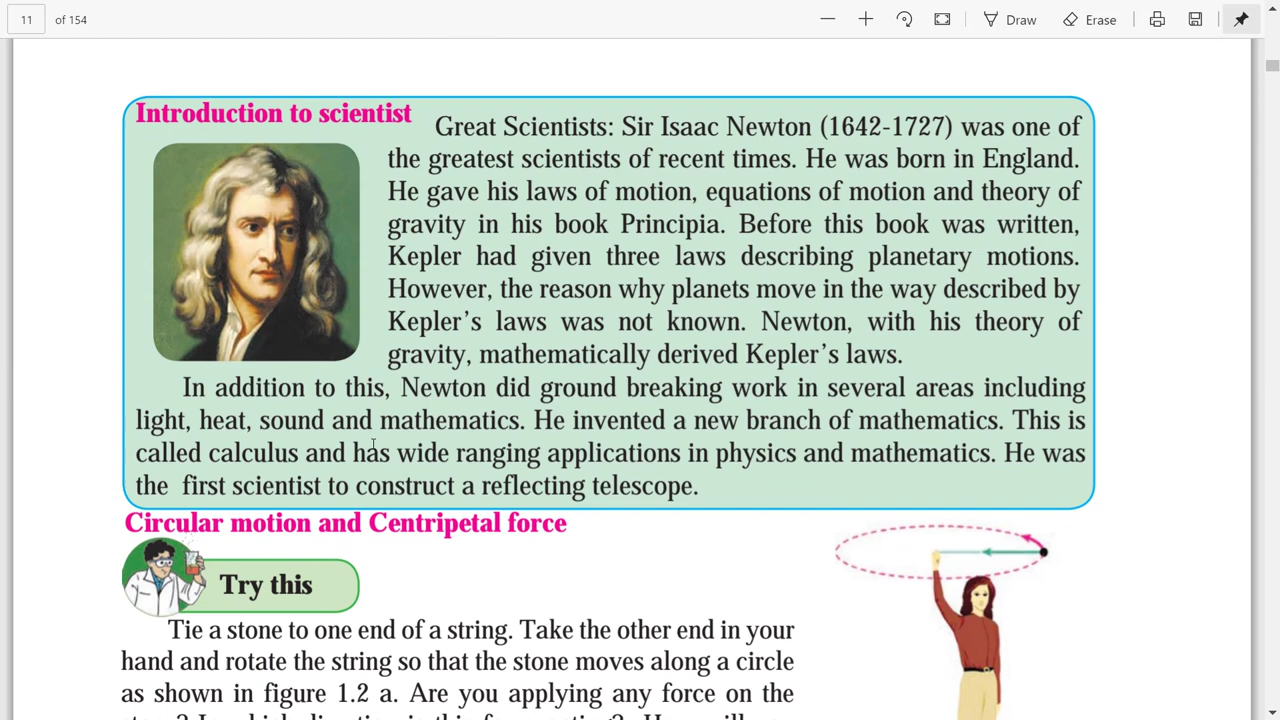 11 of 154
Draw
Erase
Introduction to scientist
Great Scientists: Sir Isaac Newton (1642-1727) was one of
the greatest scientists of recent times. He was born in England.
He gave his laws of motion, equations of motion and theory of
gravity in his book Principia. Before this book was written,
Kepler had given three laws describing planetary motions.
However, the reason why planets move in the way described by
Kepler’s laws was not known. Newton, with his theory of
gravity, mathematically derived Kepler’s laws.
In addition to this, Newton did ground breaking work in several areas including
light, heat, sound and mathematics. He invented a new branch of mathematics. This is
called calculus and has wide ranging applications in physics and mathematics. He was
the first scientist to construct a reflecting telescope.
Circular motion and Centripetal force
Try this
Tie a stone to one end of a string. Take the other end in your
hand and rotate the string so that the stone moves along a circle
as shown in figure 1.2 a. Are you applying any force on the